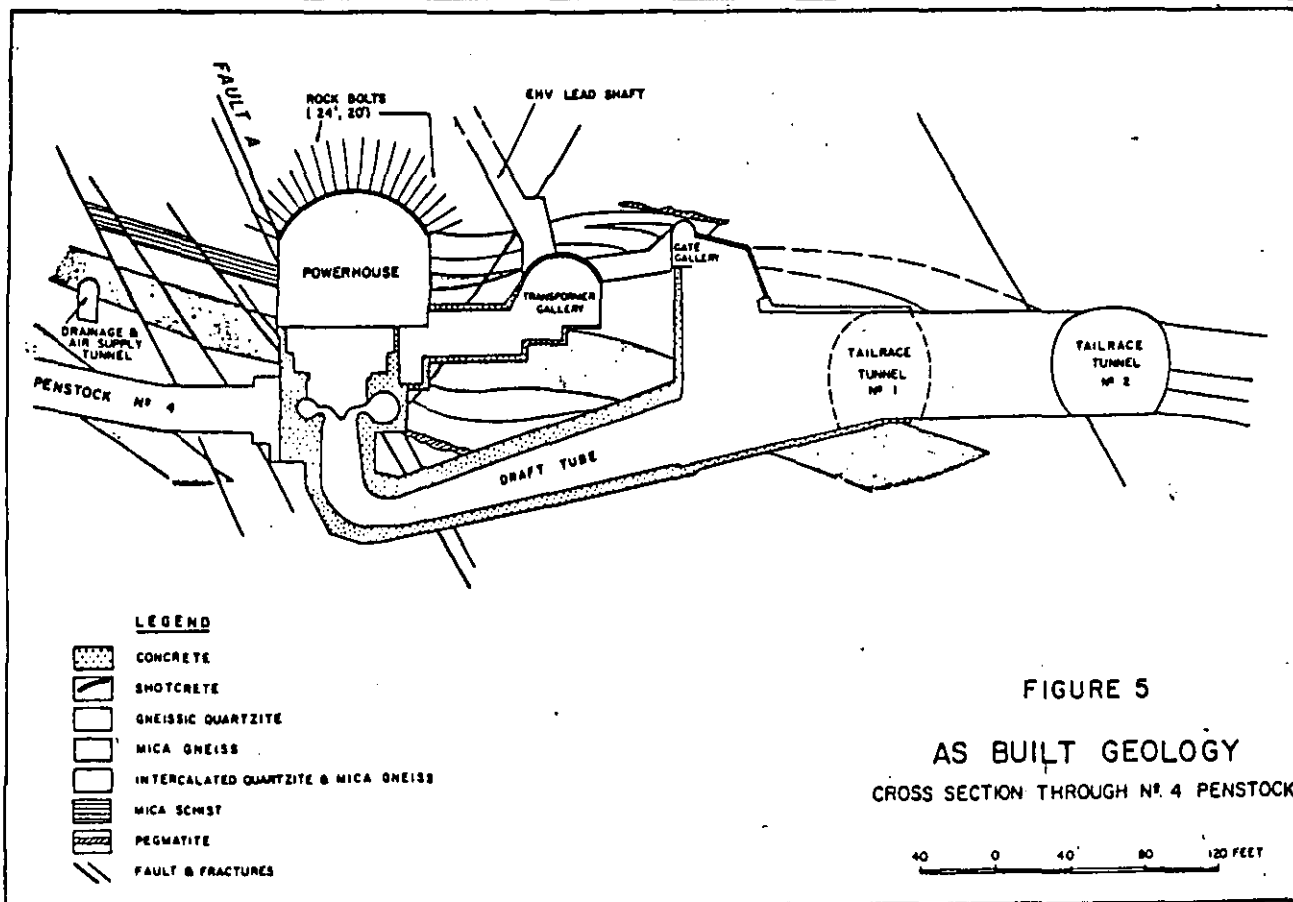 FAULT A
ROCK BOLTS
( 24', 20')
EHV LEAD SHAFT
POWERHOUSE
GATE
GALLERY
TRANSFORMER
GALLERY
DRAINAGE &
AIR SUPPLY
TUNNEL
PENSTOCK Nº 4
TAILRACE
TUNNEL
Nº 1
TAILRACE
TUNNEL
Nº 2
DRAFT TUBE
LEGEND
CONCRETE
SHOTCRETE
GNEISSIC QUARTZITE
MICA GNEISS
INTERCALATED QUARTZITE & MICA GNEISS
MICA SCHIST
PEGMATITE
FAULT & FRACTURES
FIGURE 5
AS BUILT GEOLOGY
CROSS SECTION THROUGH Nº. 4 PENSTOCK
40 0 40 80 120 FEET